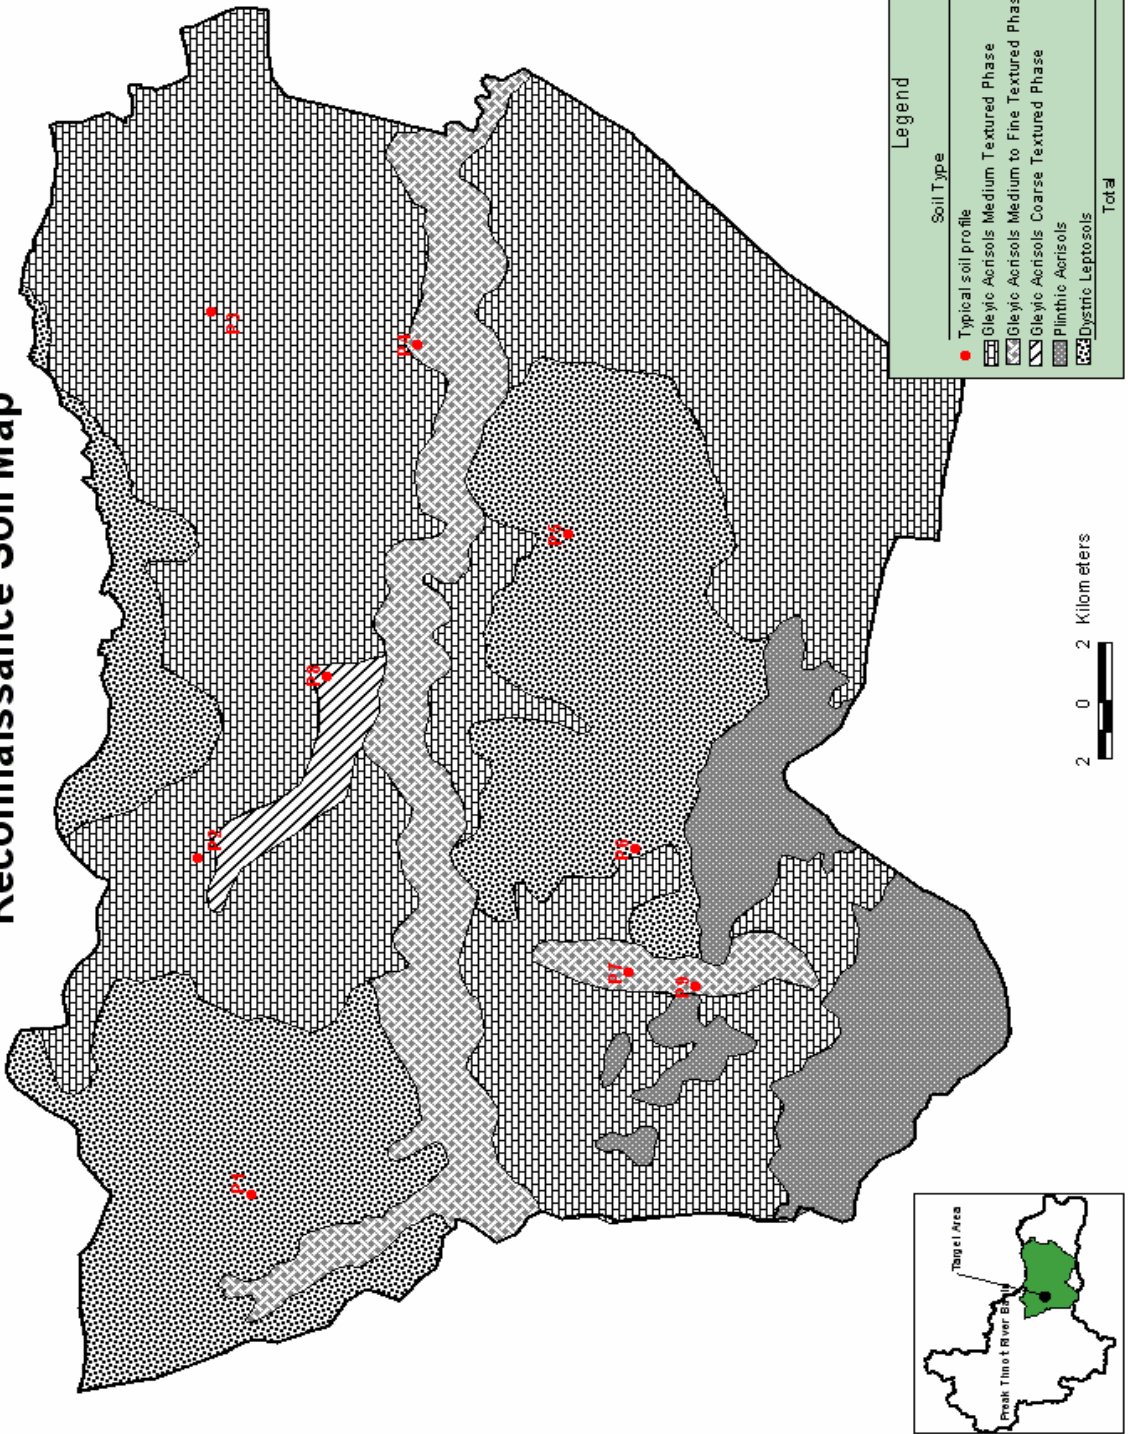 Reconnaissance Soil Map
P1
P2
P3
P4
P5
P6
P7
P8
P9
Legend
Soil Type
Typical soil profile
Gleyic Acrisols Medium Textured Phase
Gleyic Acrisols Medium to Fine Textured Phas
Gleyic Acrisols Coarse Textured Phase
Plinthic Acrisols
Dystric Leptosols
Total
2 0 2 Kilometers
Target Area
Preak Thnot River Basin